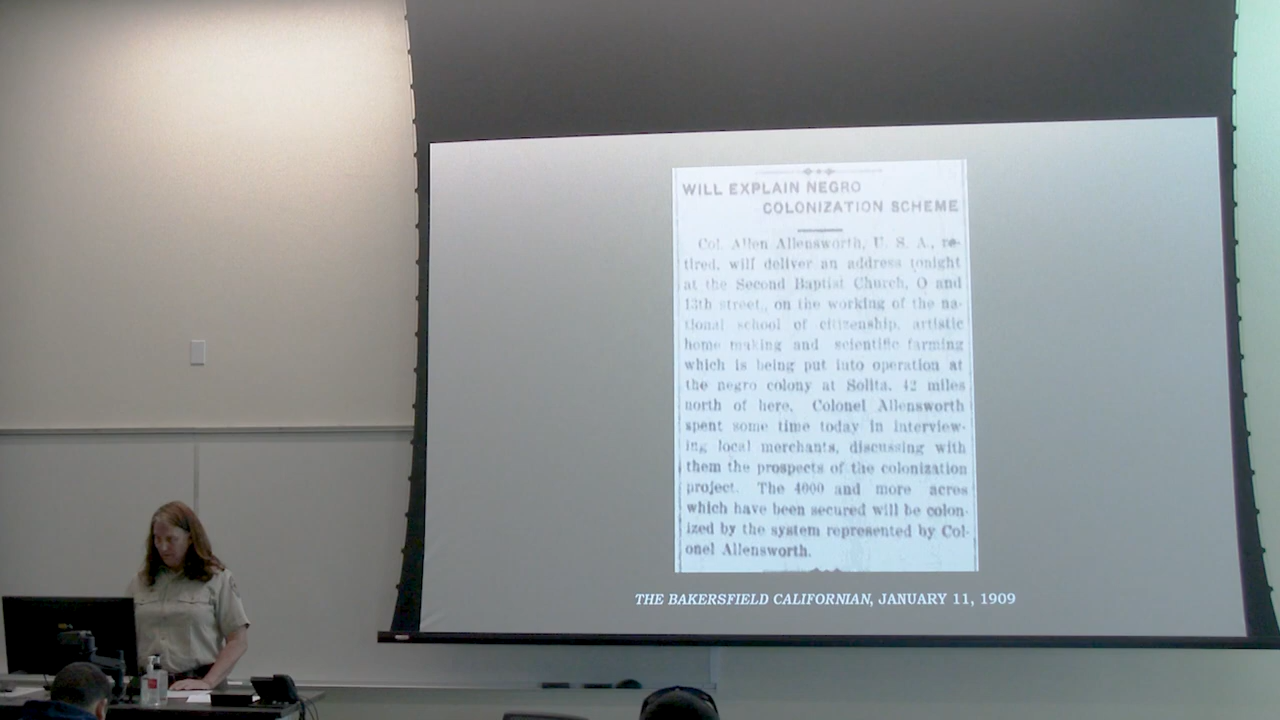 WILL EXPLAIN NEGRO
COLONIZATION SCHEME
Col. Allen Allensworth, U. S. A., re-
tired, will deliver an address tonight
at the Second Baptist Church, O and
13th street, on the working of the na-
tional school of citizenship, artistic
home making and scientific farming
which is being put into operation at
the negro colony at Solita, 42 miles
north of here. Colonel Allensworth
spent some time today in interview-
ing local merchants, discussing with
them the prospects of the colonization
project. The 4000 and more acres
which have been secured will be colon-
ized by the system represented by Col-
onel Allensworth.
THE BAKERSFIELD CALIFORNIAN, JANUARY 11, 1909